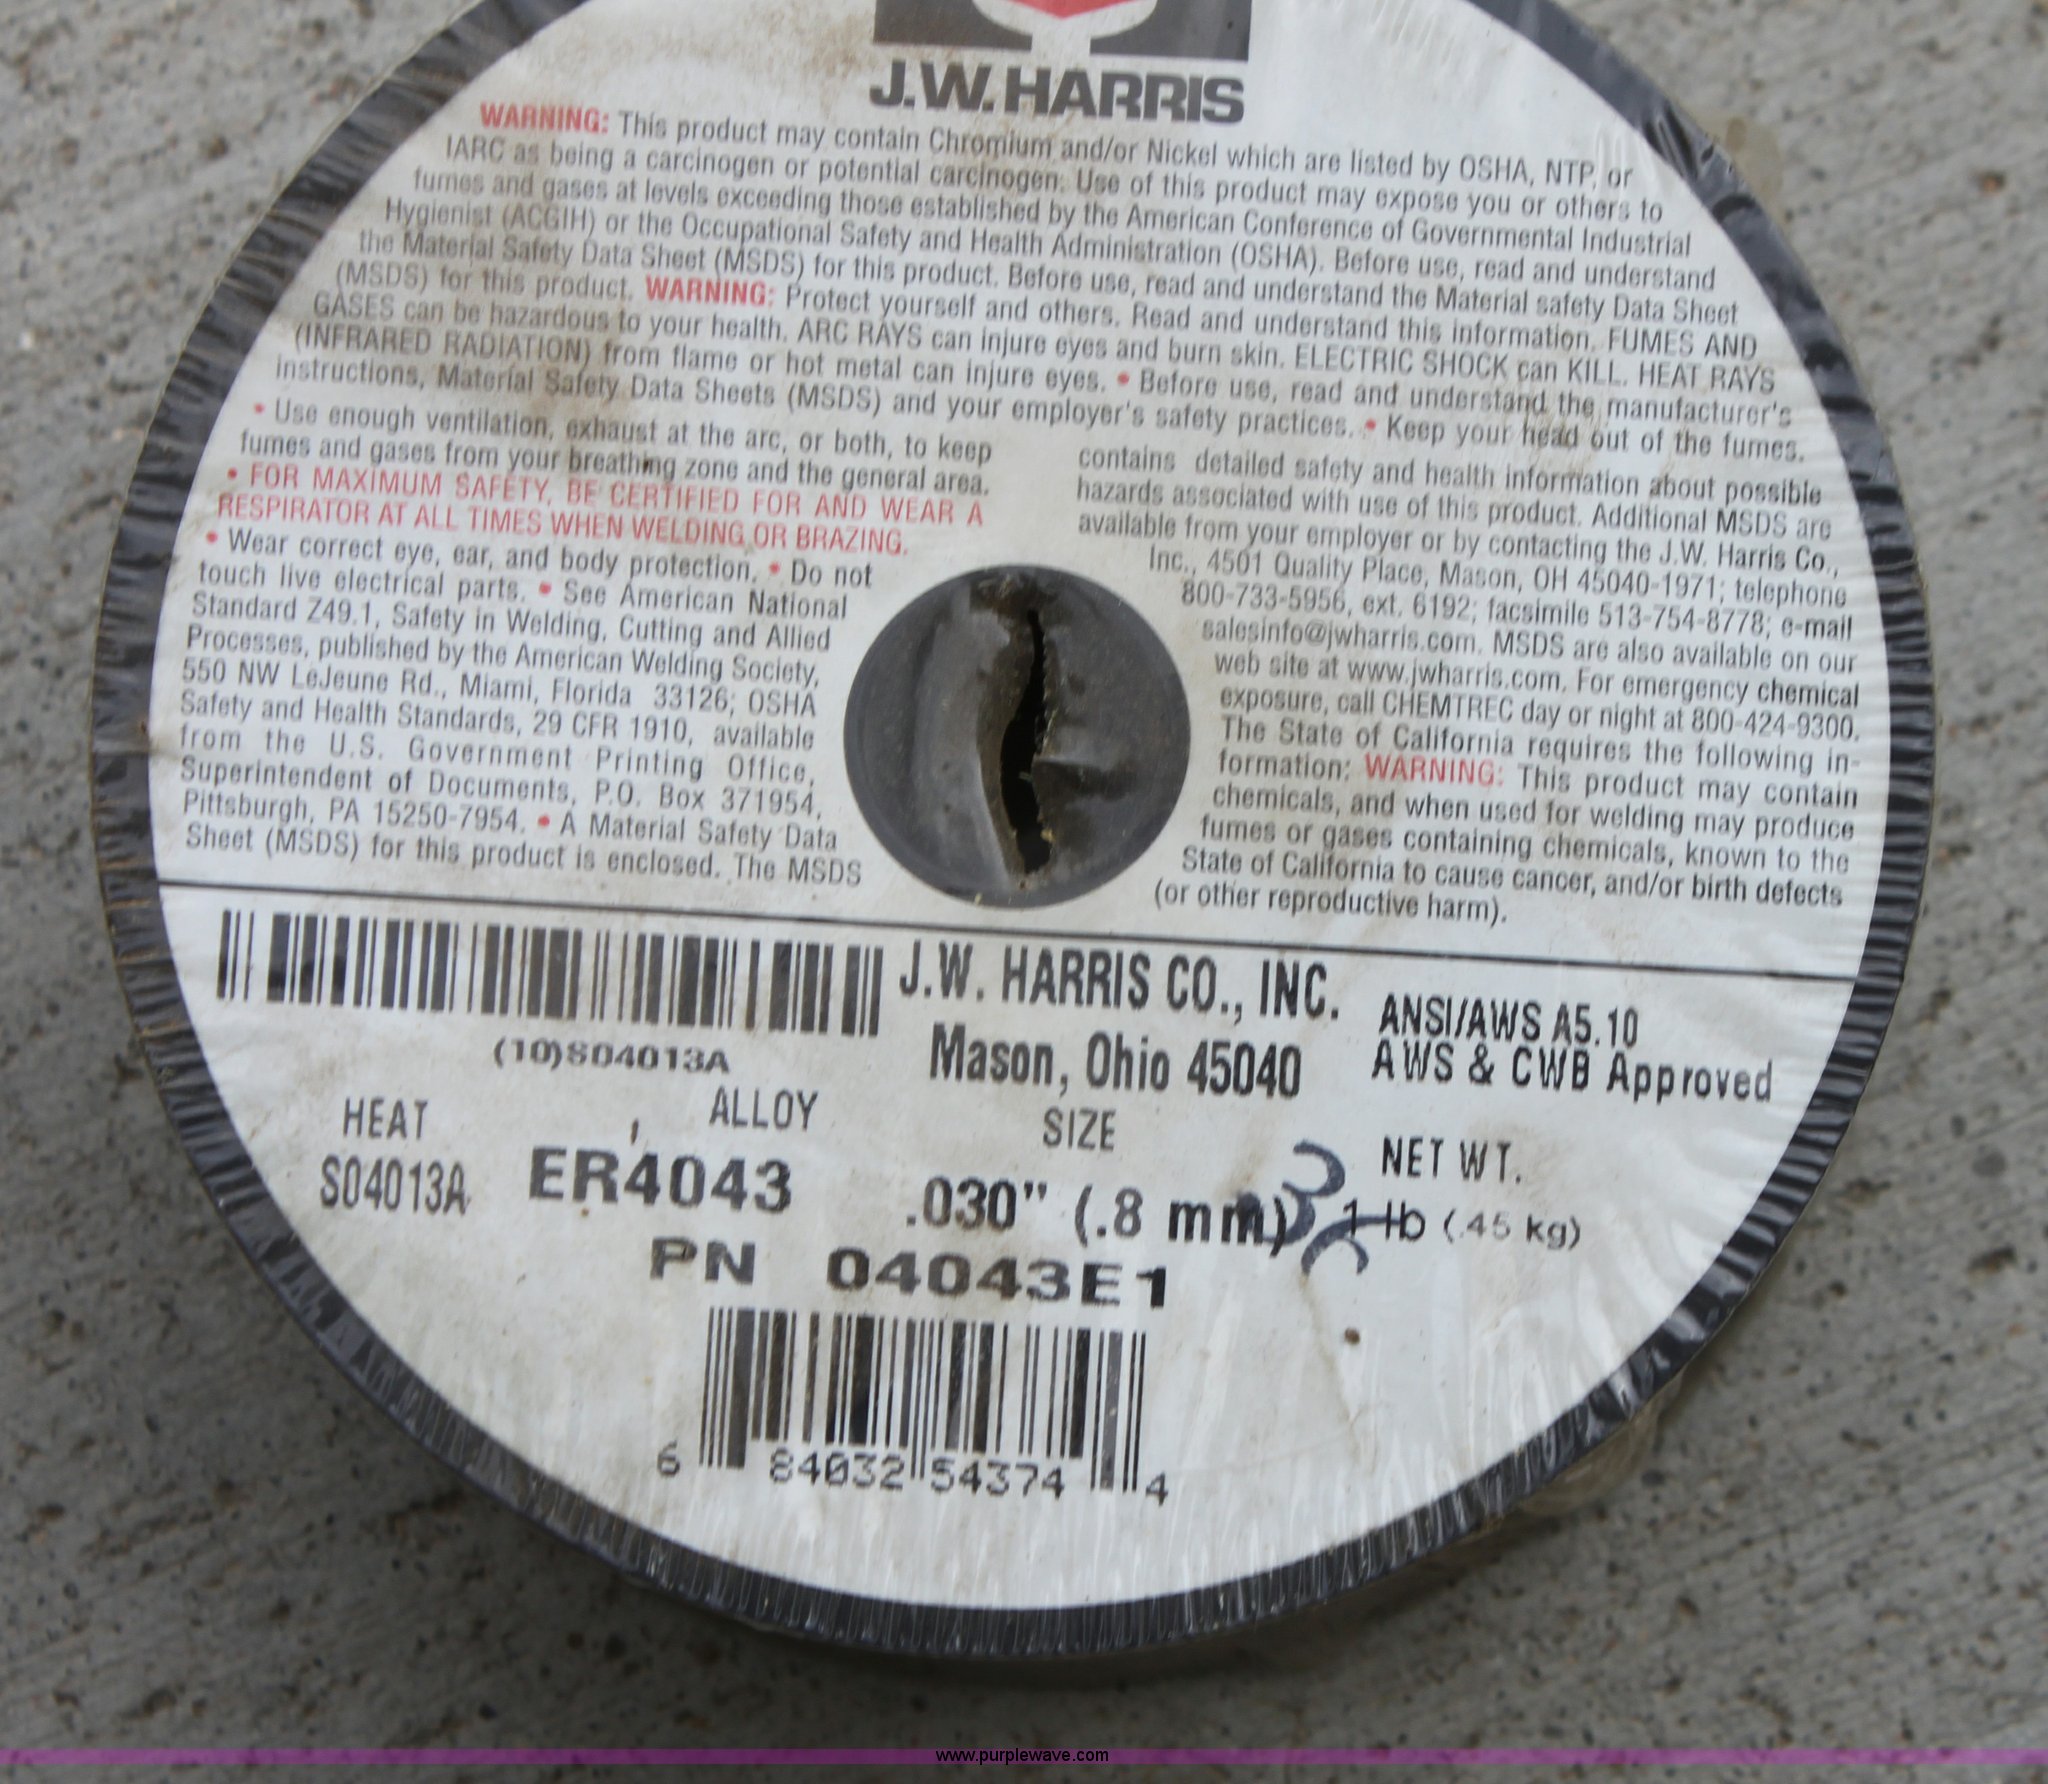 J.W. HARRIS
WARNING: This product may contain Chromium and/or Nickel which are listed by OSHA, NTP, or
IARC as being a carcinogen or potential carcinogen. Use of this product may expose you or others to
fumes and gases at levels exceeding those established by the American Conference of Governmental Industrial
Hygienist (ACGIH) or the Occupational Safety and Health Administration (OSHA). Before use, read and understand
the Material Safety Data Sheet (MSDS) for this product. Before use, read and understand the Material safety Data Sheet
(MSDS) for this product. WARNING: Protect yourself and others. Read and understand this information. FUMES AND
GASES can be hazardous to your health. ARC RAYS can injure eyes and burn skin. ELECTRIC SHOCK can KILL. HEAT RAYS
(INFRARED RADIATION) from flame or hot metal can injure eyes. • Before use, read and understand the manufacturer's
instructions, Material Safety Data Sheets (MSDS) and your employer's safety practices. • Keep your head out of the fumes.
• Use enough ventilation, exhaust at the arc, or both, to keep
fumes and gases from your breathing zone and the general area.
• FOR MAXIMUM SAFETY, BE CERTIFIED FOR AND WEAR A
RESPIRATOR AT ALL TIMES WHEN WELDING OR BRAZING.
• Wear correct eye, ear, and body protection. • Do not
touch live electrical parts. • See American National
Standard Z49.1, Safety in Welding, Cutting and Allied
Processes, published by the American Welding Society,
550 NW LeJeune Rd., Miami, Florida 33126; OSHA
Safety and Health Standards, 29 CFR 1910, available
from the U.S. Government Printing Office,
Superintendent of Documents, P.O. Box 371954,
Pittsburgh, PA 15250-7954. • A Material Safety Data
Sheet (MSDS) for this product is enclosed. The MSDS
contains detailed safety and health information about possible
hazards associated with use of this product. Additional MSDS are
available from your employer or by contacting the J.W. Harris Co.,
Inc., 4501 Quality Place, Mason, OH 45040-1971; telephone
800-733-5956, ext. 6192; facsimile 513-754-8778; e-mail
salesinfo@jwharris.com. MSDS are also available on our
web site at www.jwharris.com. For emergency chemical
exposure, call CHEMTREC day or night at 800-424-9300.
The State of California requires the following in-
formation: WARNING: This product may contain
chemicals, and when used for welding may produce
fumes or gases containing chemicals, known to the
State of California to cause cancer, and/or birth defects
(or other reproductive harm).
(10)S04013A
J.W. HARRIS CO., INC.
Mason, Ohio 45040
ANSI/AWS A5.10
AWS & CWB Approved
HEAT
S04013A
ALLOY
ER4043
SIZE
.030" (.8 mm)
NET WT.
1 lb (.45 kg)
PN 04043E1
6 84032 54374 4
www.purplewave.com